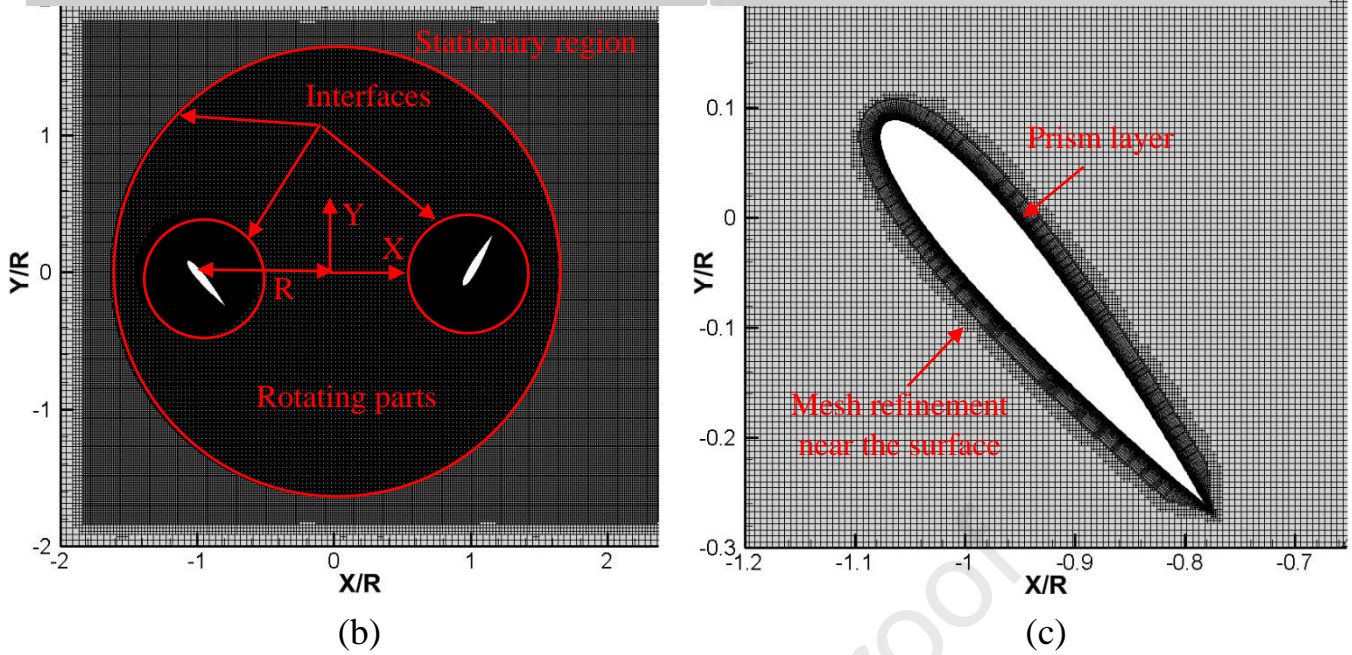 Stationary region
Interfaces
1
Y
X
Y/R
0
R
-1
Rotating parts
-2
-2
-1
0
1
2
X/R
(b)
0.1
Prism layer
0
Y/R
-0.1
Mesh refinement
near the surface
-0.2
-0.3
-1.2
-1.1
-1
-0.9
-0.8
-0.7
X/R
(c)
roo